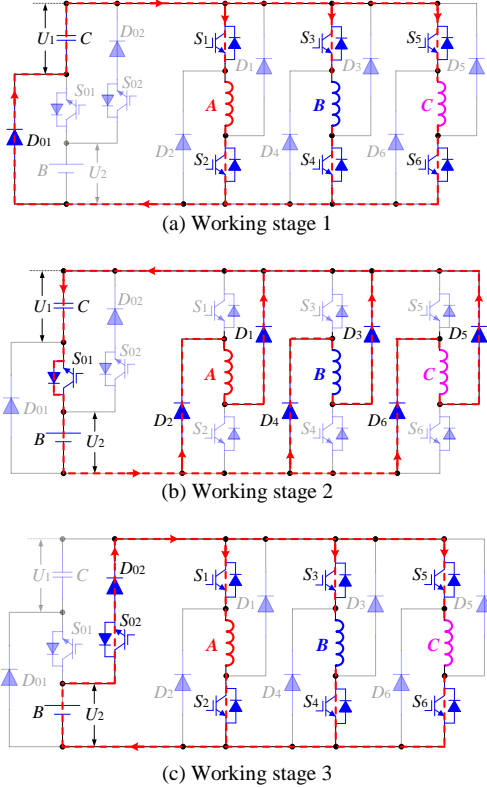 U1 C D02 S1 S3 S5
D1 D3 D5
S01 S02
A B C
D01 D2 S2 D4 S4 D6 S6
B U2
(a) Working stage 1
U1 C D02 S1 S3 S5
D1 D3 D5
S01 S02
A B C
D01 D2 D4 D6
B U2 S2 S4 S6
(b) Working stage 2
U1 C D02 S1 S3 S5
D1 D3 D5
S01 S02
A B C
D01 D2 D4 D6
B U2 S2 S4 S6
(c) Working stage 3